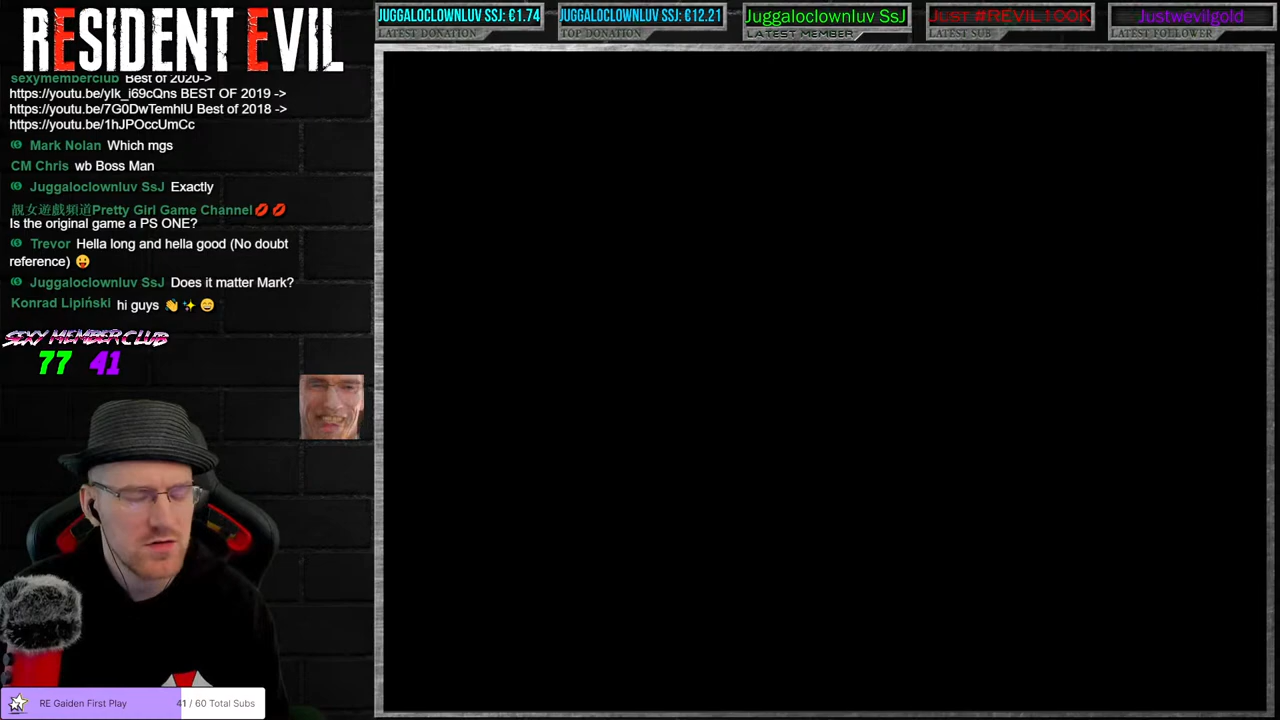 RESIDENT EVIL
JUGGALOCLOWNLUV SSJ: €1.74
LATEST DONATION
JUGGALOCLOWNLUV SSJ: €12.21
TOP DONATION
Juggaloclownluv SsJ
LATEST MEMBER
LATEST SUB
Justwevilgold
LATEST FOLLOWER
sexymemberclub Best of 2020->
https://youtu.be/ylk_i69cQns BEST OF 2019 ->
https://youtu.be/7G0DwTemhlU Best of 2018 ->
https://youtu.be/1hJPOccUmCc
Mark Nolan Which mgs
CM Chris wb Boss Man
Juggaloclownluv SsJ Exactly
靚女遊戲頻道Pretty Girl Game Channel💋💋
Is the original game a PS ONE?
Trevor Hella long and hella good (No doubt
reference) 😛
Juggaloclownluv SsJ Does it matter Mark?
Konrad Lipiński hi guys 👋✨😄
SEXY MEMBER CLUB
77 41
RE Gaiden First Play 41 / 60 Total Subs